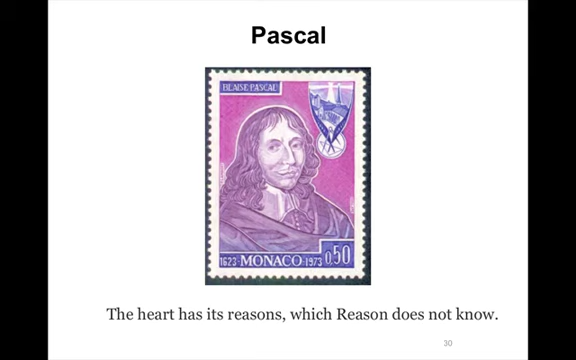 Pascal
BLAISE PASCAL
1623 MONACO 1973
0,50
The heart has its reasons, which Reason does not know.
30